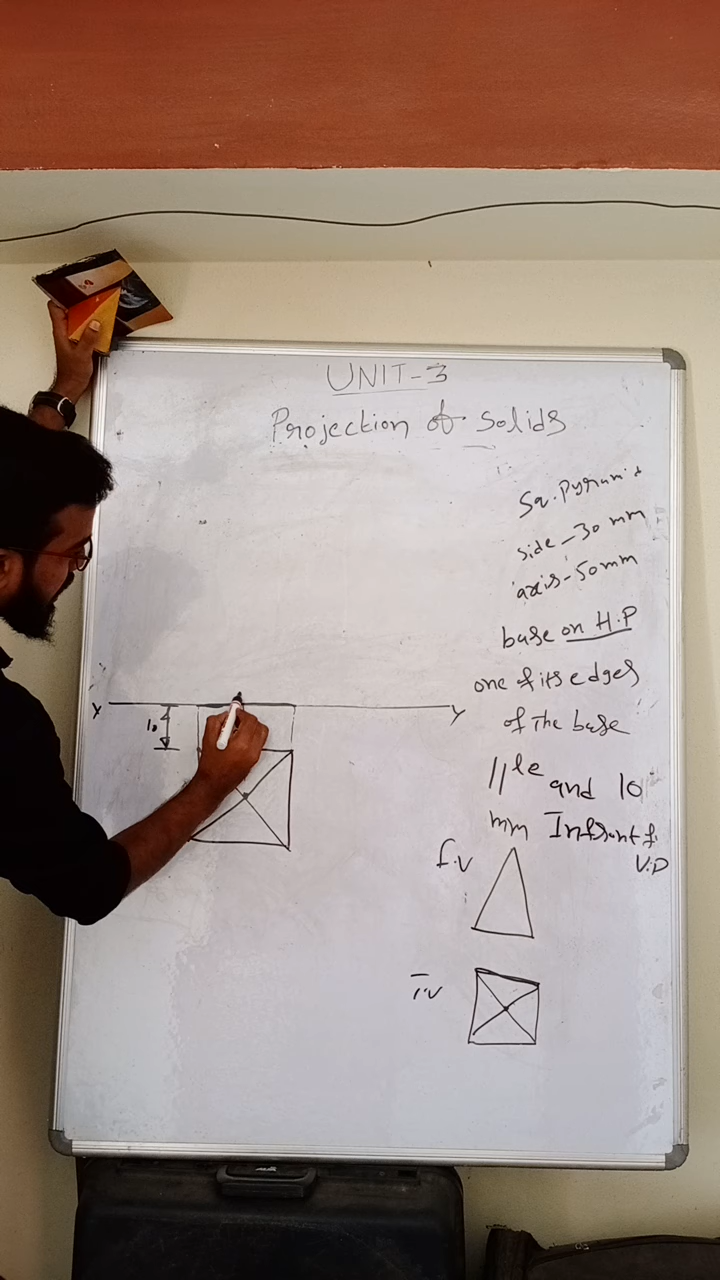 UNIT-3
Projection of solids
Sq. Pyramid
side - 30 mm
axis - 50mm
base on H.P
one of its edges
of the base
//le and 10
mm Infront of
V.P
X
Y
10
f.v
T.V